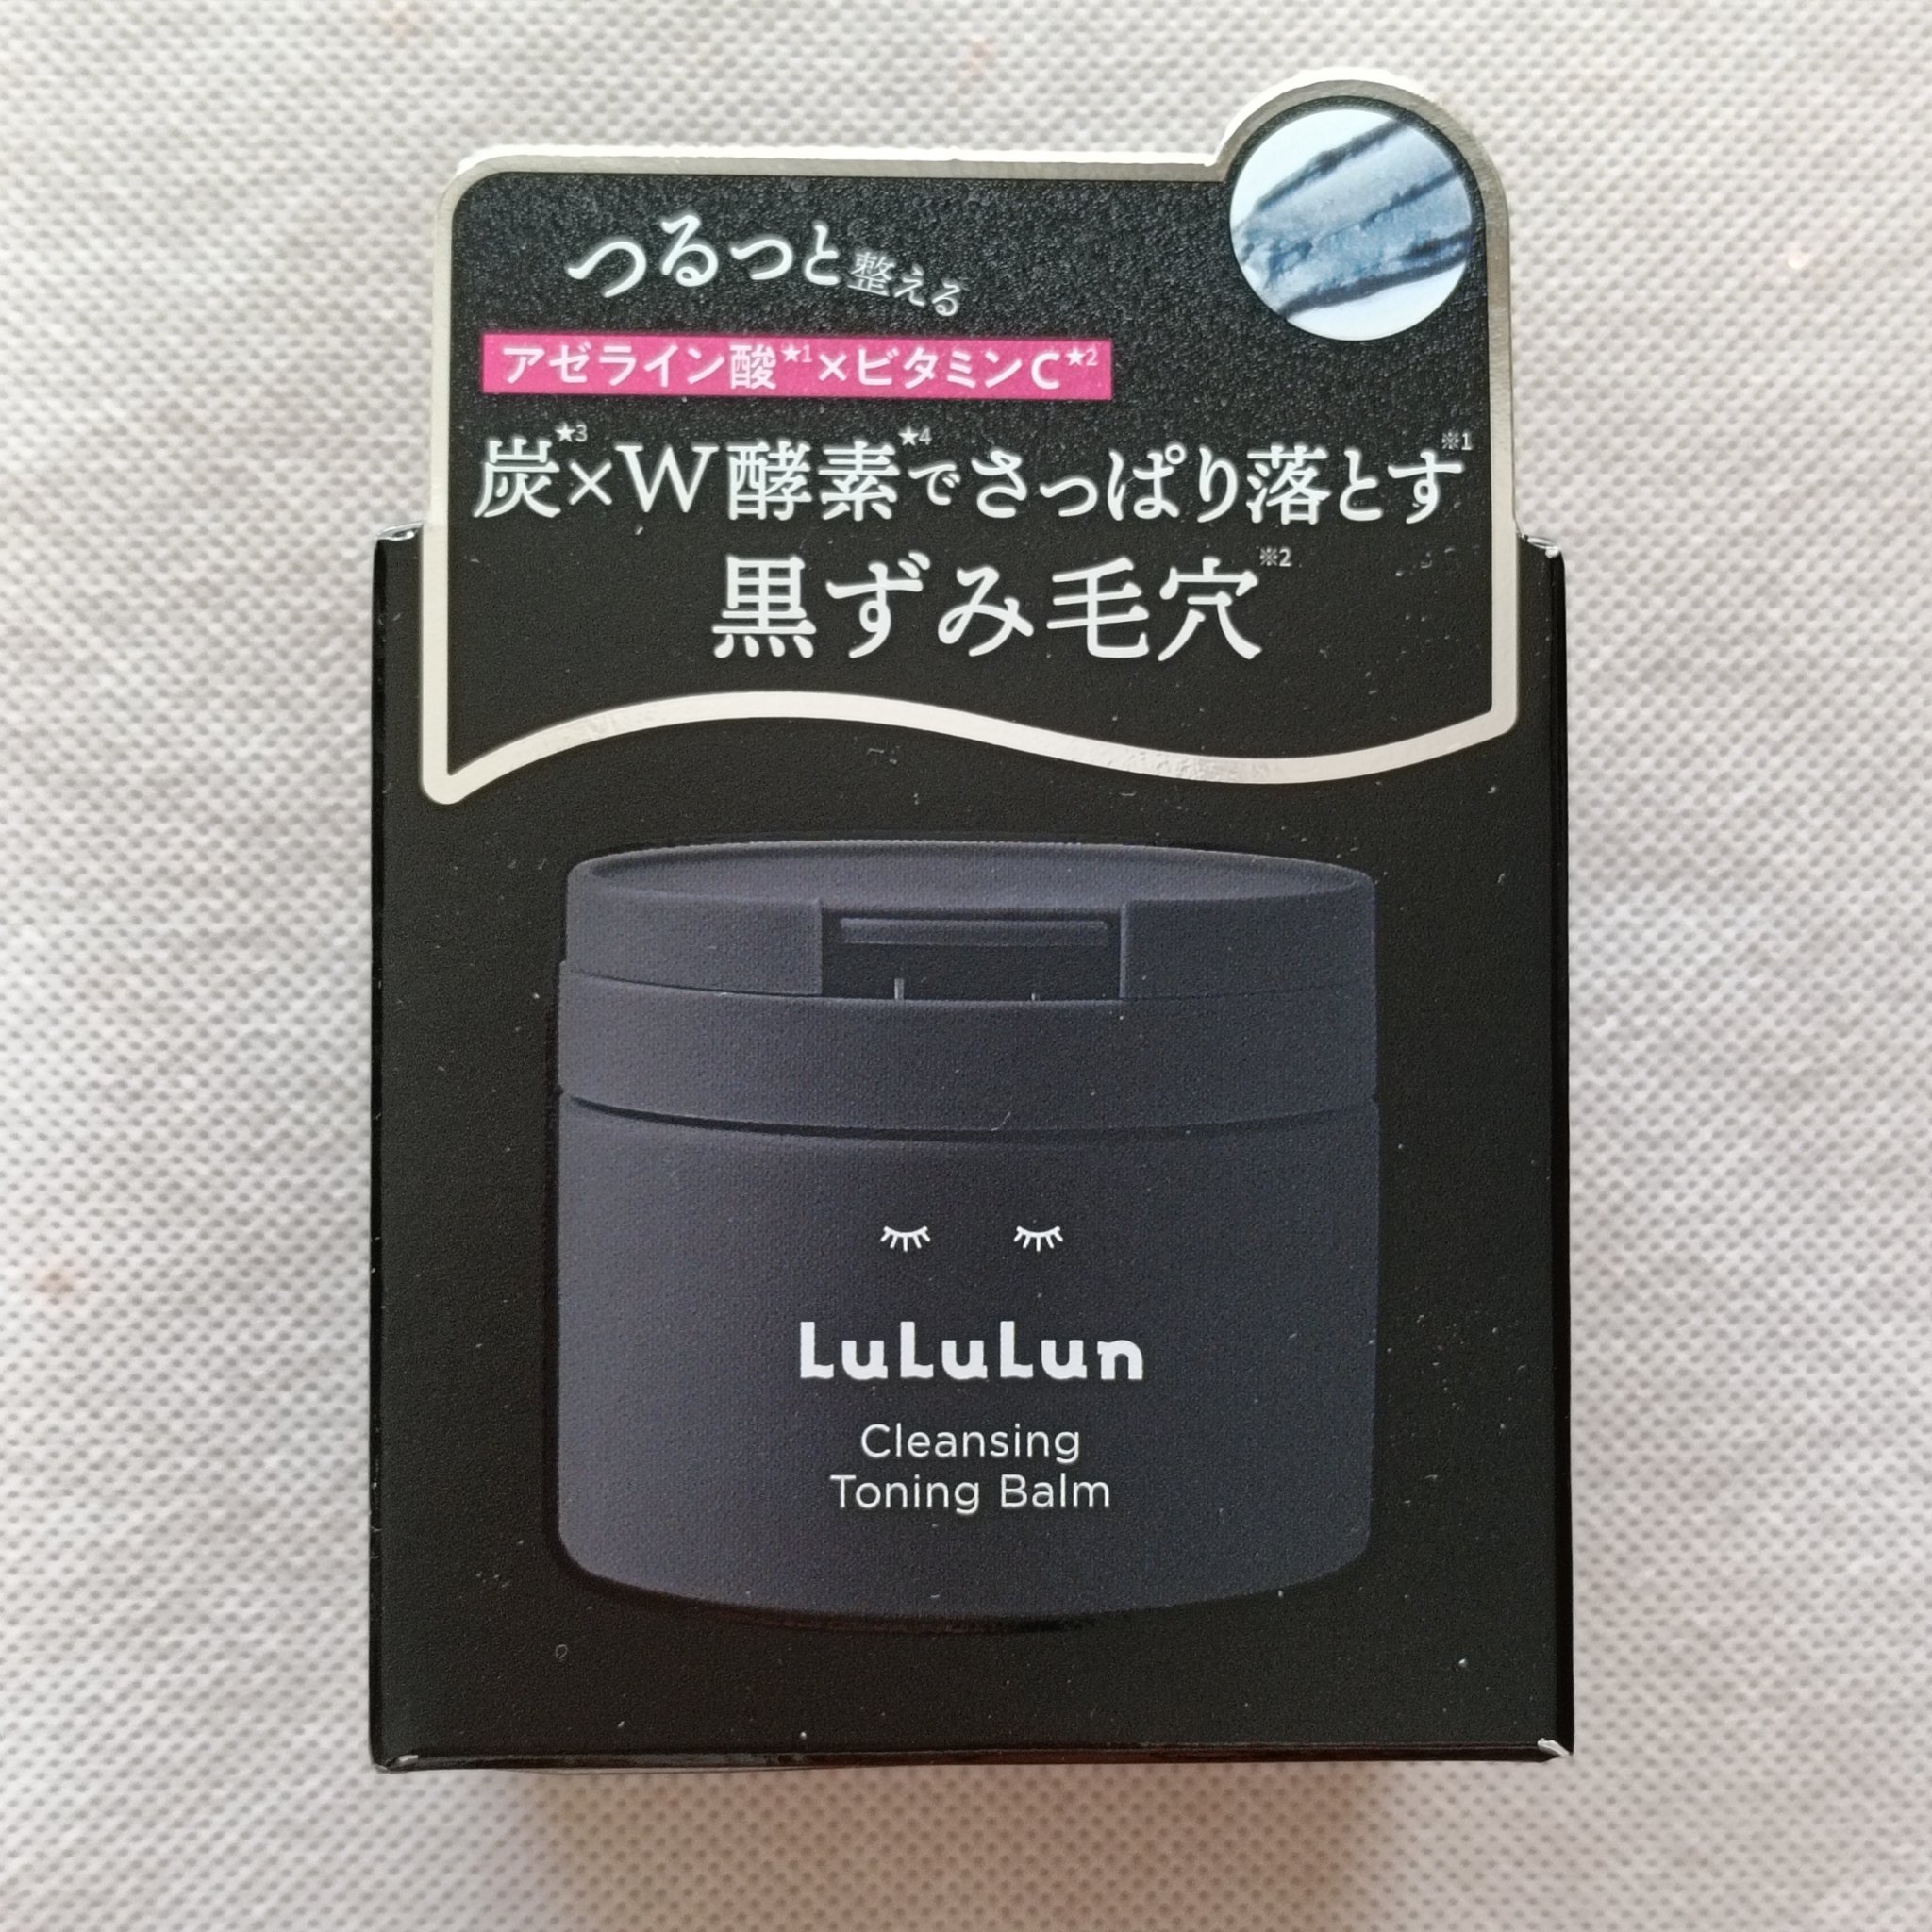 つるつと整える
アゼライン酸★1×ビタミンC★2
炭★3×W酵素★4でさっぱり落とす※1
黒ずみ毛穴※2
LuLuLun
Cleansing
Toning Balm